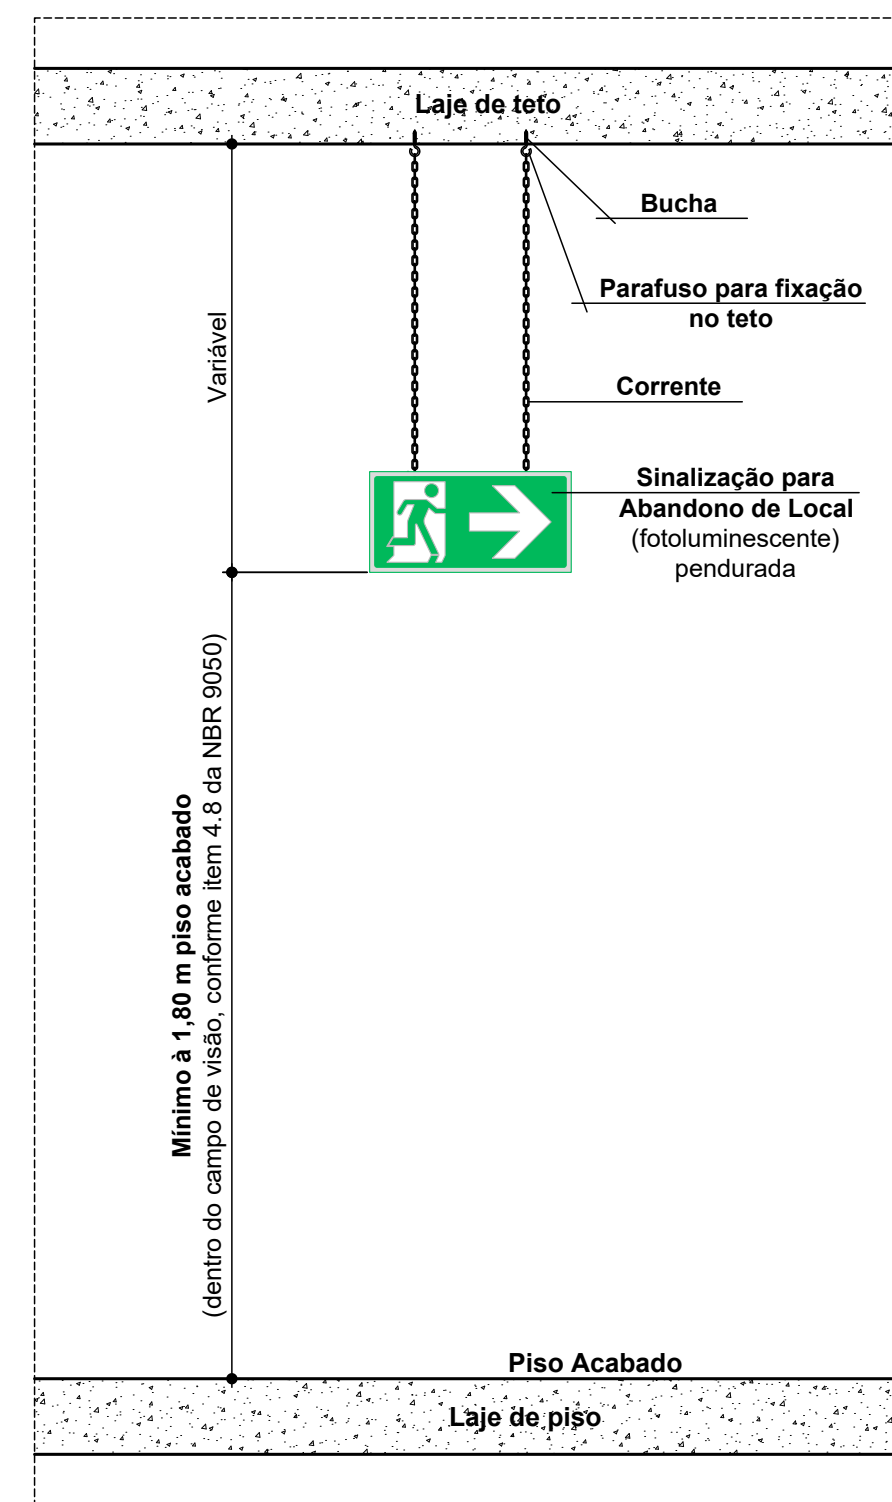 Laje de teto
Bucha
Parafuso para fixação
no teto
Variável
Corrente
Sinalização para
Abandono de Local
(fotoluminescente)
pendurada
Mínimo à 1,80 m piso acabado
(dentro do campo de visão, conforme item 4.8 da NBR 9050)
Piso Acabado
Laje de piso